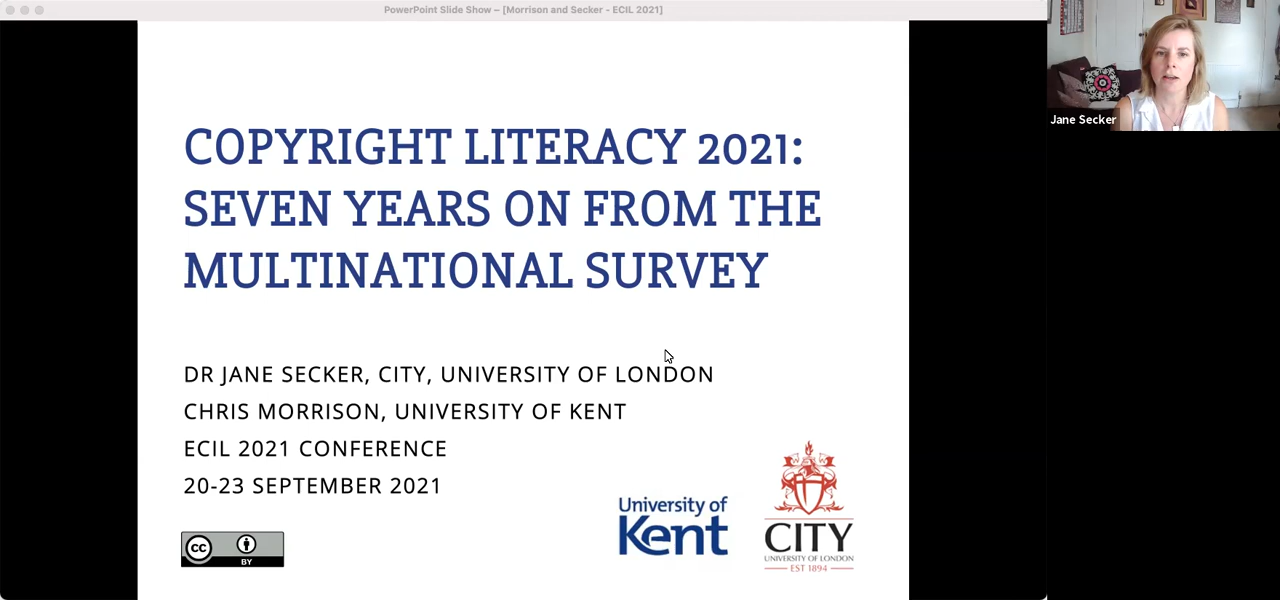 PowerPoint Slide Show – [Morrison and Secker - ECIL 2021]
COPYRIGHT LITERACY 2021:
SEVEN YEARS ON FROM THE
MULTINATIONAL SURVEY
DR JANE SECKER, CITY, UNIVERSITY OF LONDON
CHRIS MORRISON, UNIVERSITY OF KENT
ECIL 2021 CONFERENCE
20-23 SEPTEMBER 2021
cc
BY
University of
Kent
CITY
UNIVERSITY OF LONDON
EST 1894
Jane Secker